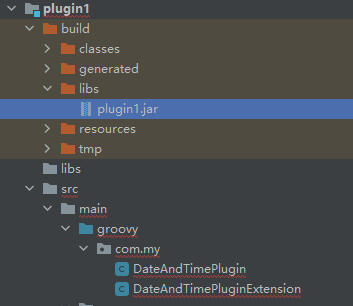 plugin1
build
classes
generated
libs
plugin1.jar
resources
tmp
libs
src
main
groovy
com.my
DateAndTimePlugin
DateAndTimePluginExtension